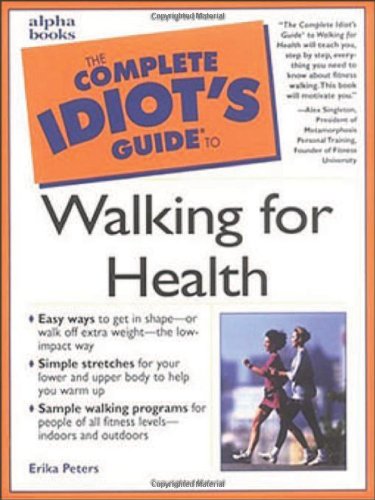 Copyrighted Material
alpha
books
THE
COMPLETE
IDIOT'S
GUIDE® TO
"The Complete Idiot's
Guide® to Walking for
Health will teach you,
step by step, every-
thing you need to
know about fitness
walking. This book
will motivate you."
—Alex Singleton,
President of
Metamorphosis
Personal Training,
Founder of Fitness
University
Walking for
Health
♦ Easy ways to get in shape—or
walk off extra weight—the low-
impact way
♦ Simple stretches for your
lower and upper body to help
you warm up
♦ Sample walking programs for
people of all fitness levels—
indoors and outdoors
Erika Peters
Copyrighted Material